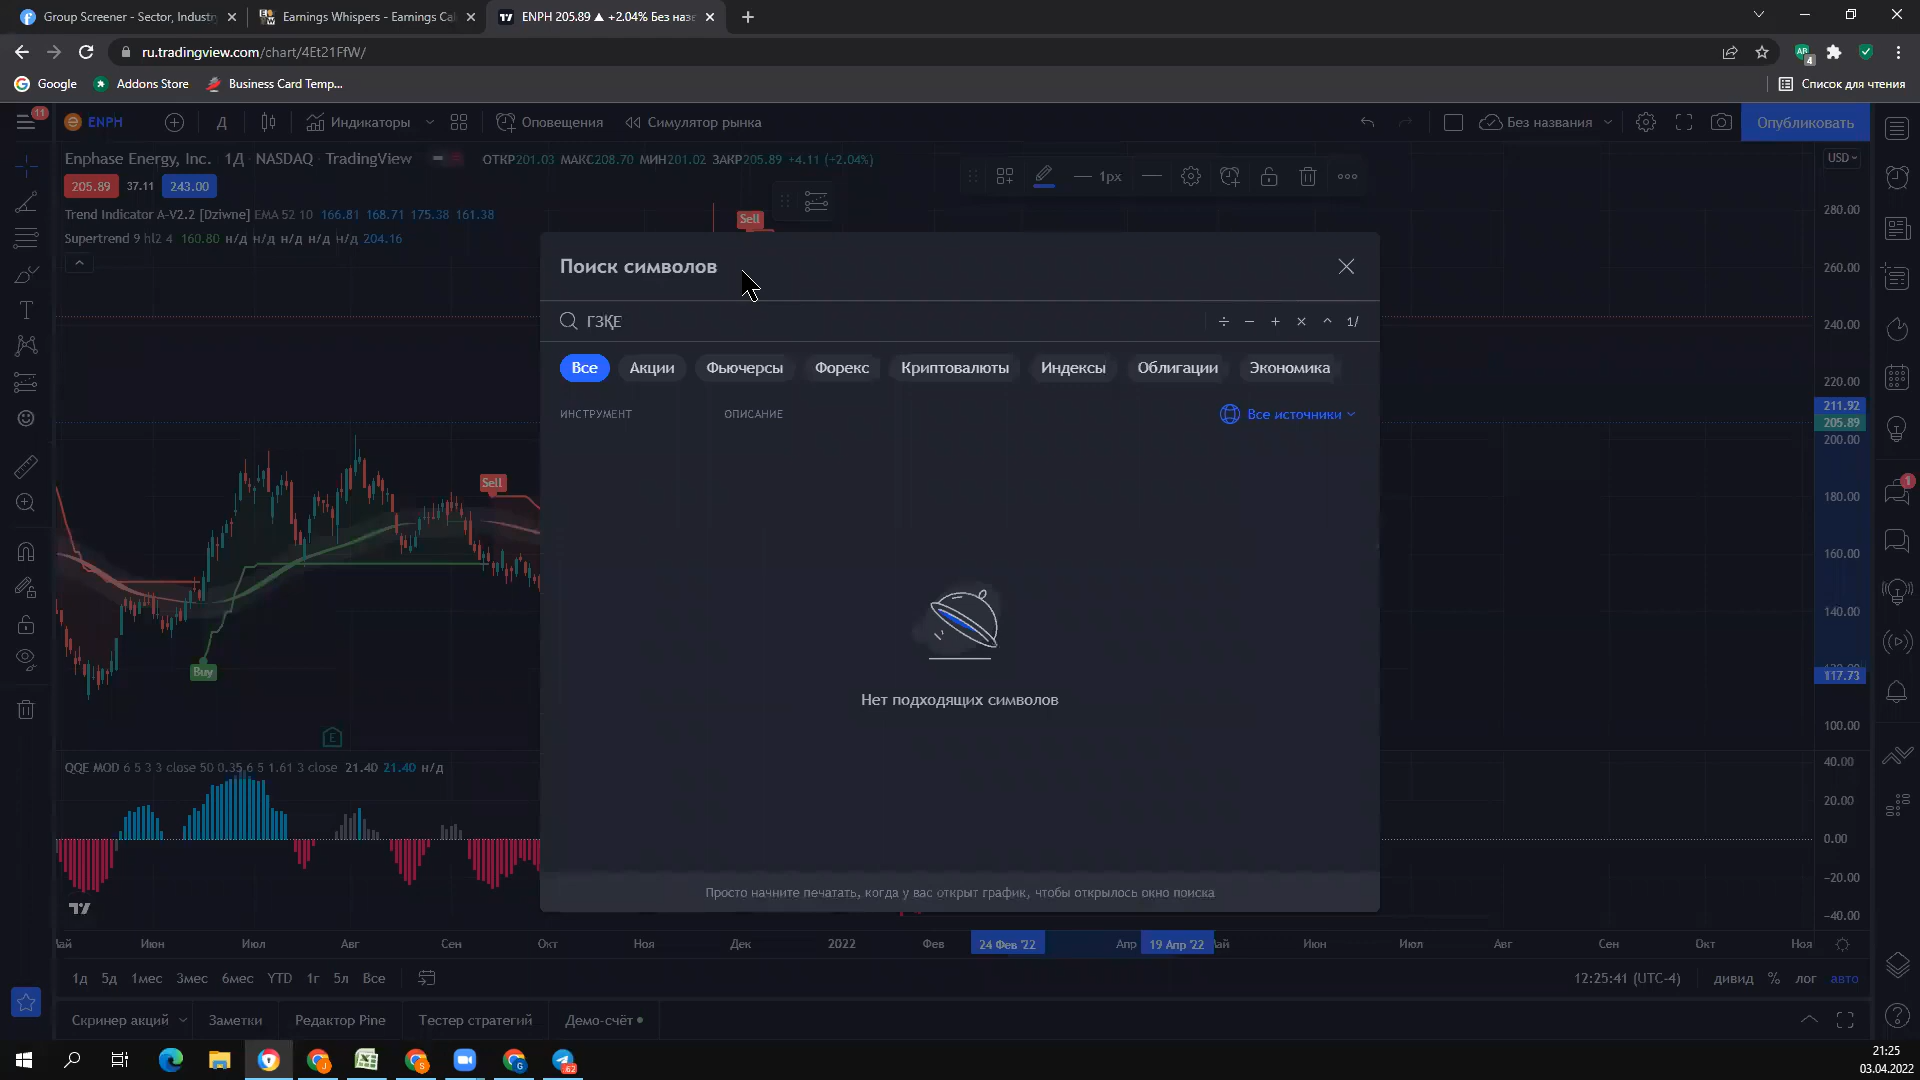 Group Screener - Sector, Industr
Earnings Whispers - Earnings Cal
ENPH 205.89 ▲ +2.04% Без назв
ru.tradingview.com/chart/4Et21FfW/
Google
Addons Store
Business Card Temp...
Список для чтения
11
ENPH
Д
Индикаторы
Оповещения
Симулятор рынка
Без названия
Опубликовать
Enphase Energy, Inc. 1Д NASDAQ TradingView
ОТКР201.03 МАКС208.70 МИН201.02 ЗАКР205.89 +4.11 (+2.04%)
USD
205.89 37.11 243.00
1px
Trend Indicator A-V2.2 [Dziwne] EMA 52 10 166.81 168.71 175.38 161.38
Supertrend 9 hl2 4 160.80 н/д н/д н/д н/д н/д 204.16
Sell
Поиск символов
ГЗҚЕ
÷ − + × ^ 1/
Все
Акции
Фьючерсы
Форекс
Криптовалюты
Индексы
Облигации
Экономика
ИНСТРУМЕНТ
ОПИСАНИЕ
Все источники
Нет подходящих символов
Просто начните печатать, когда у вас открыт график, чтобы открылось окно поиска
Sell
Buy
E
280.00
260.00
240.00
220.00
211.92
205.89
200.00
180.00
160.00
140.00
117.73
100.00
QQE MOD 6 5 3 3 close 50 0.35 6 5 1.61 3 close 21.40 21.40 н/д
40.00
20.00
0.00
−20.00
−40.00
Июн
Июл
Авг
Сен
Окт
Ноя
Дек
2022
Фев
24 Фев '22
Апр
19 Апр '22
Июн
Июл
Авг
Сен
Окт
Ноя
1д 5д 1мес 3мес 6мес YTD 1г 5л Все
12:25:41 (UTC-4)
дивид % лог авто
Скринер акций
Заметки
Редактор Pine
Тестер стратегий
Демо-счёт
21:25
03.04.2022